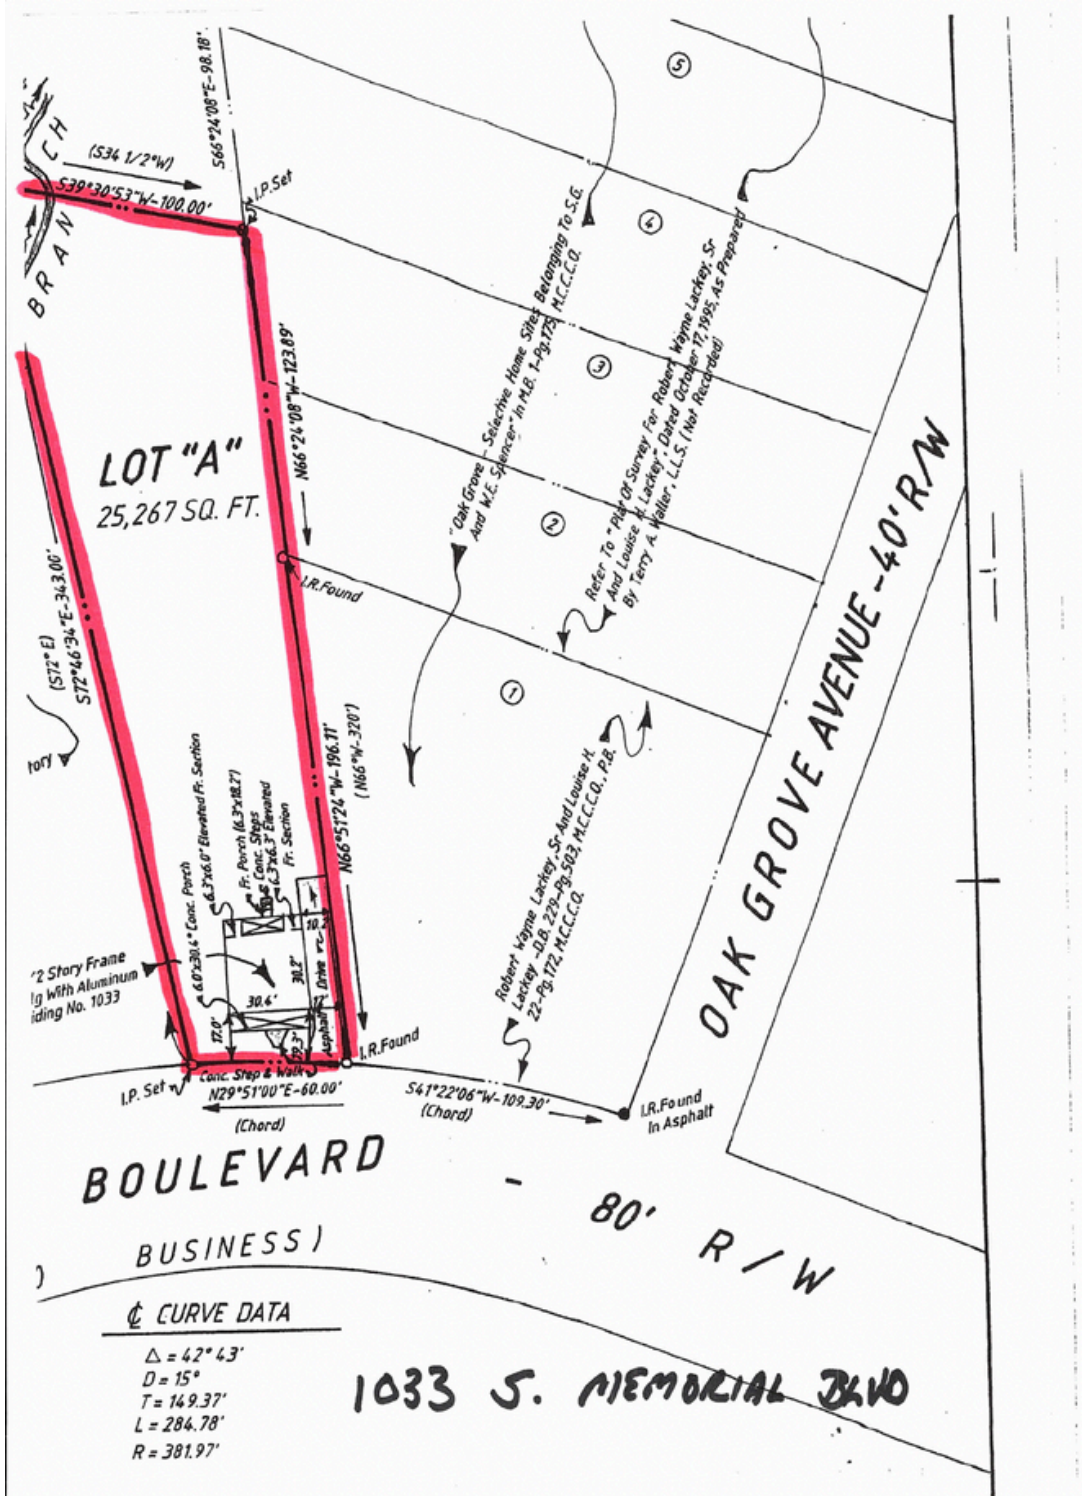 S66°24'08"E-98.18'
5
CH
(S34 1/2°W)
S39°30'53"W-100.00'
I.P.Set
BRAN
4
"Oak Grove - Selective Home Sites Belonging To S.G.
And W.E. Spencer" in M.B. 1-Pg.175, M.C.C.C.O.
Refer To "Plat Of Survey For Robert Wayne Lackey, Sr
And Louise H. Lackey", Dated October 17, 1995, As Prepared
By Terry A. Waller, L.L.S. (Not Recorded)
3
N66°24'08"W-123.89'
LOT "A"
25,267 SQ. FT.
2
I.R.Found
(S72° E)
S72°46'34"E-343.00'
OAK GROVE AVENUE-40' R/W
1
N66°51'24"W-196.11'
(N66°W-320')
tory
6.0'x30.4' Conc. Porch
6.3'x6.0' Elevated Fr. Section
Fr. Porch (6.3'x18.2')
Conc. Steps
6.3'x6.3' Elevated
Fr. Section
Robert Wayne Lackey, Sr And Louise H.
Lackey -D.B. 229-Pg.503, M.C.C.C.O., P.B.
22-Pg.172, M.C.C.C.O.
10.2'
'2 Story Frame
lg With Aluminum
iding No. 1033
30.2'
Asphalt Drive
30.4'
17'
17.0'
19.3'
I.R.Found
I.P. Set
Conc. Step & Walk
N29°51'00"E-60.00'
(Chord)
S41°22'06"W-109.30'
(Chord)
I.R.Found
In Asphalt
BOULEVARD
- 80' R/W
BUSINESS)
)
℄ CURVE DATA
Δ = 42° 43'
D = 15°
T = 149.37'
L = 284.78'
R = 381.97'
1033 S. MEMORIAL BLVD